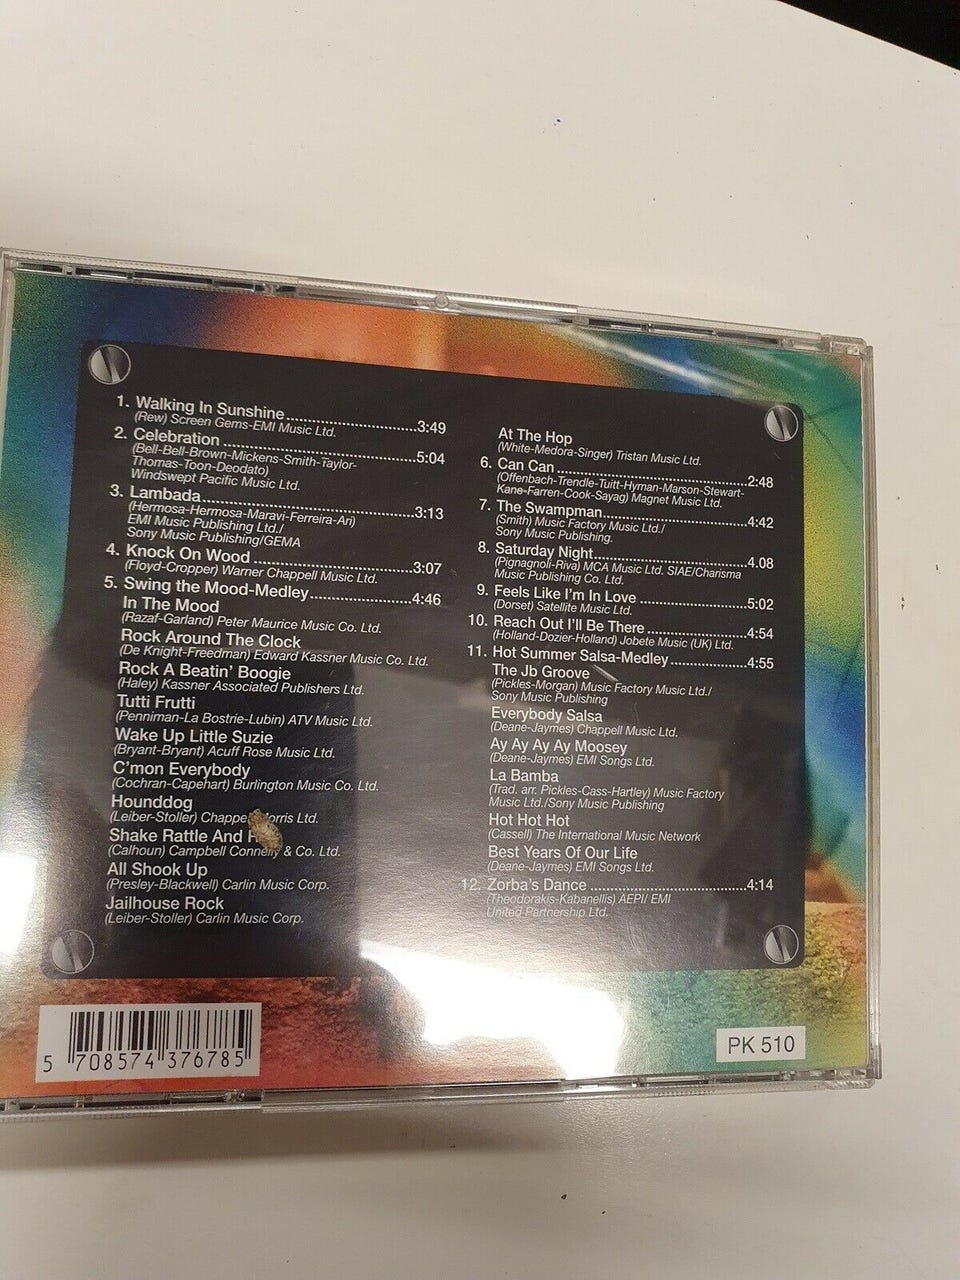 1. Walking In Sunshine..........3:49
(Rew) Screen Gems-EMI Music Ltd.
2. Celebration..........5:04
(Bell-Bell-Brown-Mickens-Smith-Taylor-
Thomas-Toon-Deodato)
Windswept Pacific Music Ltd.
3. Lambada..........3:13
(Hermosa-Hermosa-Maravi-Ferreira-Ari)
EMI Music Publishing Ltd./
Sony Music Publishing/GEMA
4. Knock On Wood..........3:07
(Floyd-Cropper) Warner Chappell Music Ltd.
5. Swing the Mood-Medley..........4:46
In The Mood
(Razaf-Garland) Peter Maurice Music Co. Ltd.
Rock Around The Clock
(De Knight-Freedman) Edward Kassner Music Co. Ltd.
Rock A Beatin' Boogie
(Haley) Kassner Associated Publishers Ltd.
Tutti Frutti
(Penniman-La Bostrie-Lubin) ATV Music Ltd.
Wake Up Little Suzie
(Bryant-Bryant) Acuff Rose Music Ltd.
C'mon Everybody
(Cochran-Capehart) Burlington Music Co. Ltd.
Hounddog
(Leiber-Stoller) Ltd.
Shake Rattle And
(Calhoun) Campbell Connelly & Co. Ltd.
All Shook Up
(Presley-Blackwell) Carlin Music Corp.
Jailhouse Rock
(Leiber-Stoller) Carlin Music Corp.
At The Hop
(White-Medora-Singer) Tristan Music Ltd.
6. Can Can..........2:48
(Offenbach-Trendle-Tuitt-Hyman-Marson-Stewart-
Kane-Farren-Cook-Sayag) Magnet Music Ltd.
7. The Swampman..........4:42
(Smith) Music Factory Music Ltd./
Sony Music Publishing.
8. Saturday Night..........4.08
(Pignagnoli-Riva) MCA Music Ltd. SIAE/Charisma
Music Publishing Co. Ltd.
9. Feels Like I'm In Love..........5:02
(Dorset) Satellite Music Ltd.
10. Reach Out I'll Be There..........4:54
(Holland-Dozier-Holland) Jobete Music (UK) Ltd.
11. Hot Summer Salsa-Medley..........4:55
The Jb Groove
(Pickles-Morgan) Music Factory Music Ltd./
Sony Music Publishing
Everybody Salsa
(Deane-Jaymes) Chappell Music Ltd.
Ay Ay Ay Ay Moosey
(Deane-Jaymes) EMI Songs Ltd.
La Bamba
(Trad. arr. Pickles-Cass-Hartley) Music Factory
Music Ltd./Sony Music Publishing
Hot Hot Hot
(Cassell) The International Music Network
Best Years Of Our Life
(Deane-Jaymes) EMI Songs Ltd.
12. Zorba's Dance..........4:14
(Theodorakis-Kabanellis) AEPI/ EMI
United Partnership Ltd.
5 708574 376785
PK 510